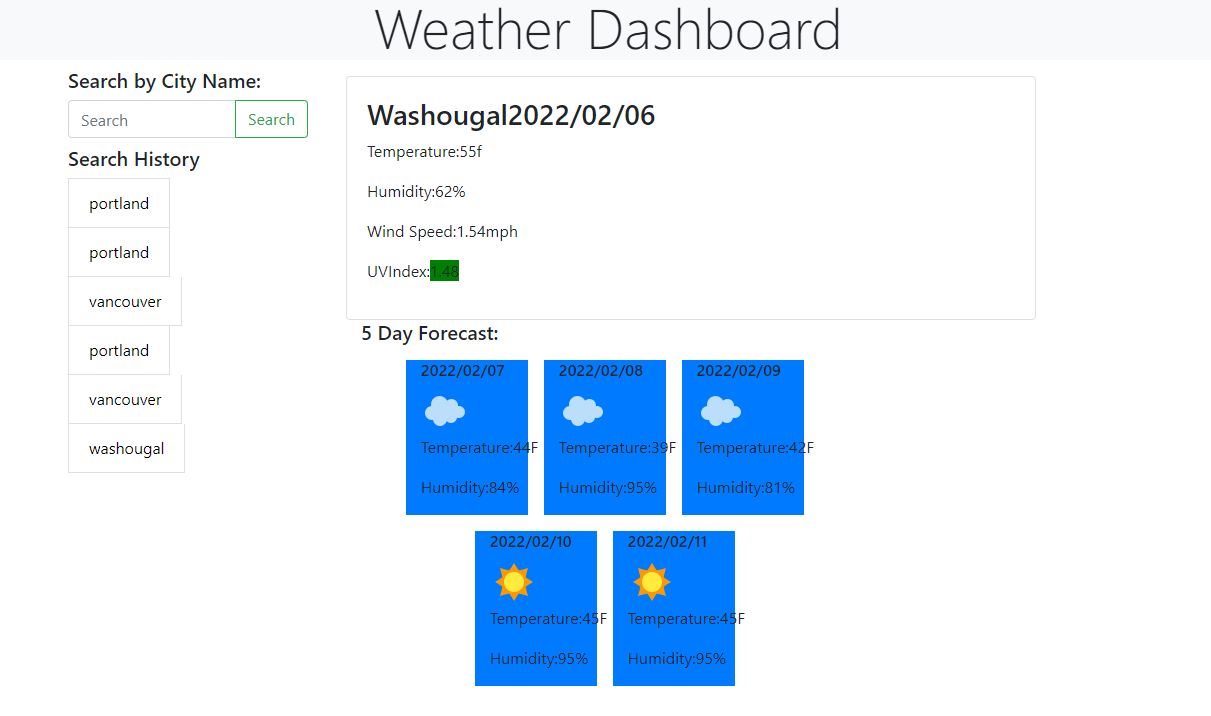 Weather Dashboard
Search by City Name:
Search Search
Search History
portland
portland
vancouver
portland
vancouver
washougal
Washougal2022/02/06
Temperature:55f
Humidity:62%
Wind Speed:1.54mph
UVIndex:1.48
5 Day Forecast:
2022/02/07
Temperature:44F
Humidity:84%
2022/02/08
Temperature:39F
Humidity:95%
2022/02/09
Temperature:42F
Humidity:81%
2022/02/10
Temperature:45F
Humidity:95%
2022/02/11
Temperature:45F
Humidity:95%